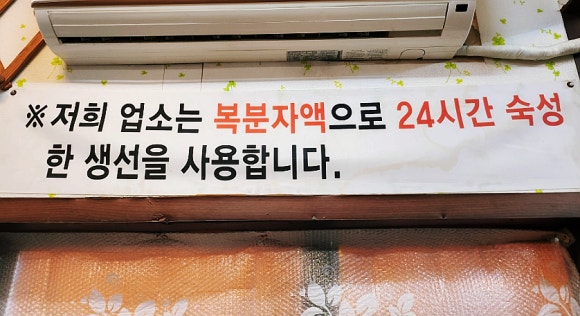 ※저희 업소는 복분자액으로 24시간 숙성
한 생선을 사용합니다.